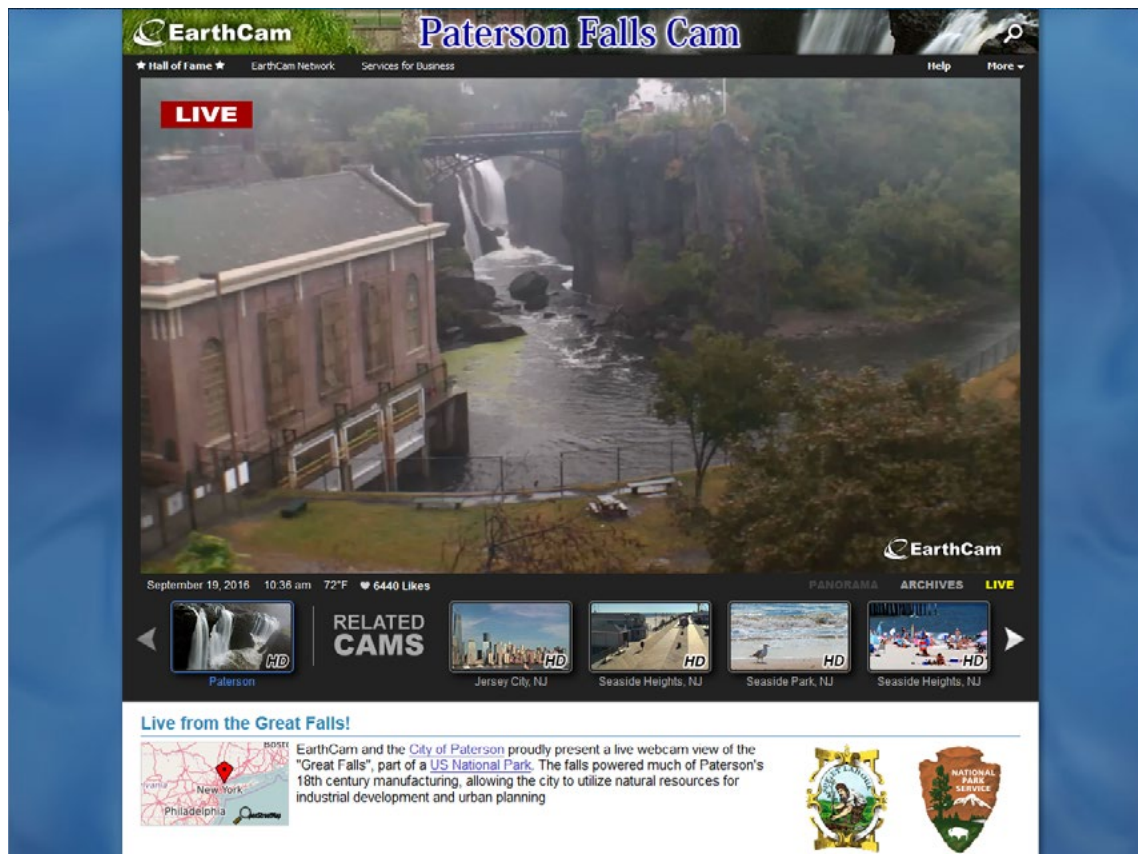 EarthCam
Paterson Falls Cam
★ Hall of Fame ★ EarthCam Network Services for Business Help More
LIVE
EarthCam
September 19, 2016 10:36 am 72°F ♥ 6440 Likes PANORAMA ARCHIVES LIVE
HD
RELATED
CAMS
HD
HD
HD
HD
Paterson
Jersey City, NJ
Seaside Heights, NJ
Seaside Park, NJ
Seaside Heights, NJ
Live from the Great Falls!
EarthCam and the City of Paterson proudly present a live webcam view of the
"Great Falls", part of a US National Park. The falls powered much of Paterson's
18th century manufacturing, allowing the city to utilize natural resources for
industrial development and urban planning
New York
Philadelphia
NATIONAL
PARK
SERVICE